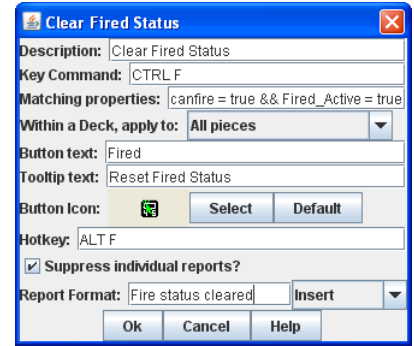 Clear Fired Status
Description: Clear Fired Status
Key Command: CTRL F
Matching properties: canfire = true && Fired_Active = true
Within a Deck, apply to: All pieces
Button text: Fired
Tooltip text: Reset Fired Status
Button Icon: Select Default
Hotkey: ALT F
Suppress individual reports?
Report Format: Fire status cleared Insert
Ok Cancel Help